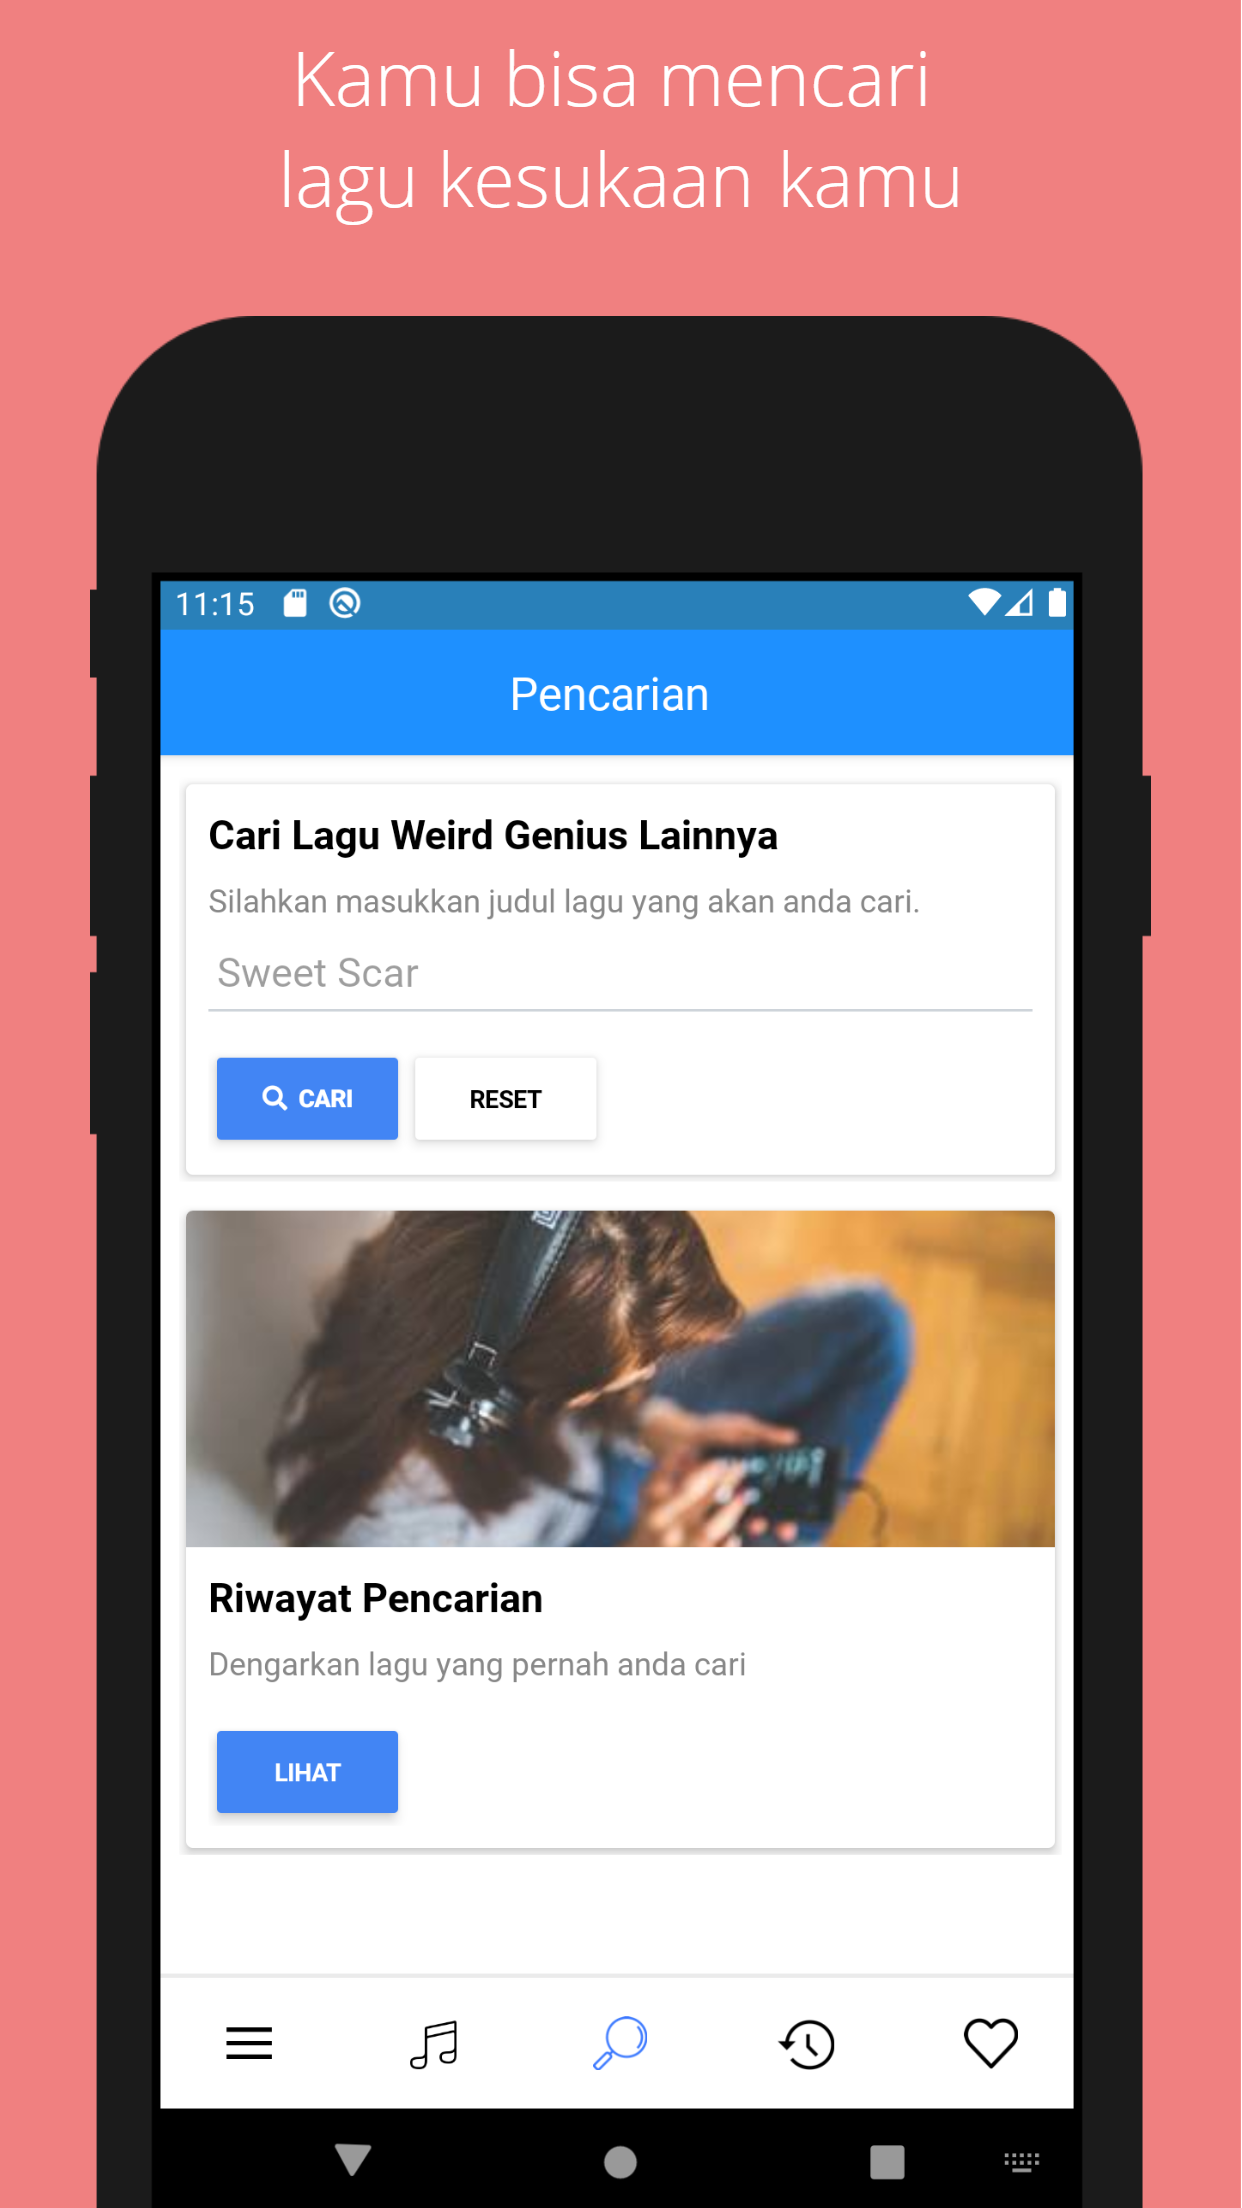 Kamu bisa mencari
lagu kesukaan kamu
11:15
Pencarian
Cari Lagu Weird Genius Lainnya
Silahkan masukkan judul lagu yang akan anda cari.
Sweet Scar
CARI RESET
Riwayat Pencarian
Dengarkan lagu yang pernah anda cari
LIHAT